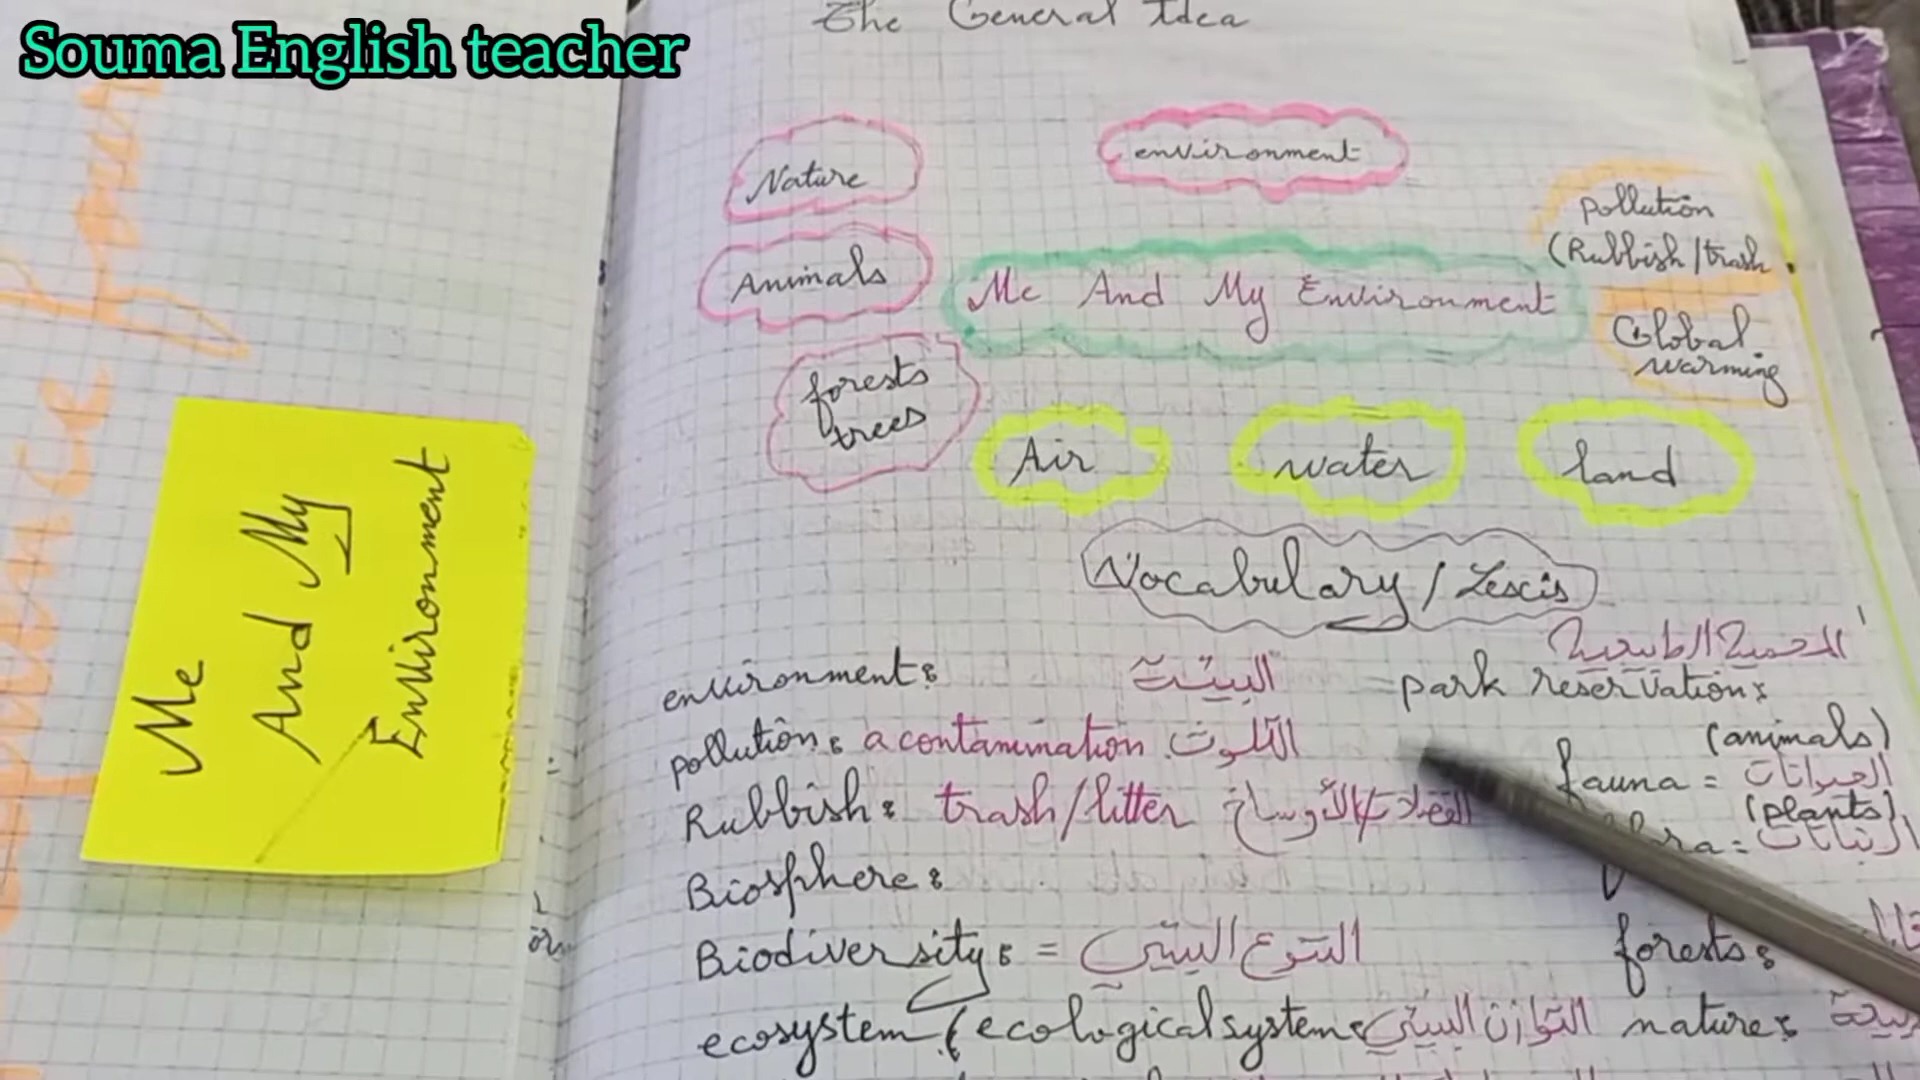 Souma English teacher
The General Idea
Nature
environment
pollution
(Rubbish/trash
Animals
Me And My Environment
Global
warming
forests
trees
Air
water
land
Vocabulary / Lexis
Me
And My
Environment
environment: البيئة
pollution: a contamination. التلوث
Rubbish: trash/litter
Biosphere:
Biodiversity: = التنوع البيئي
ecosystem ( ecological system: التوازن البيئي
المحمية الطبيعية
park reservation:
(animals)
fauna = الحيوانات
(plants)
النباتات
forests:
nature: